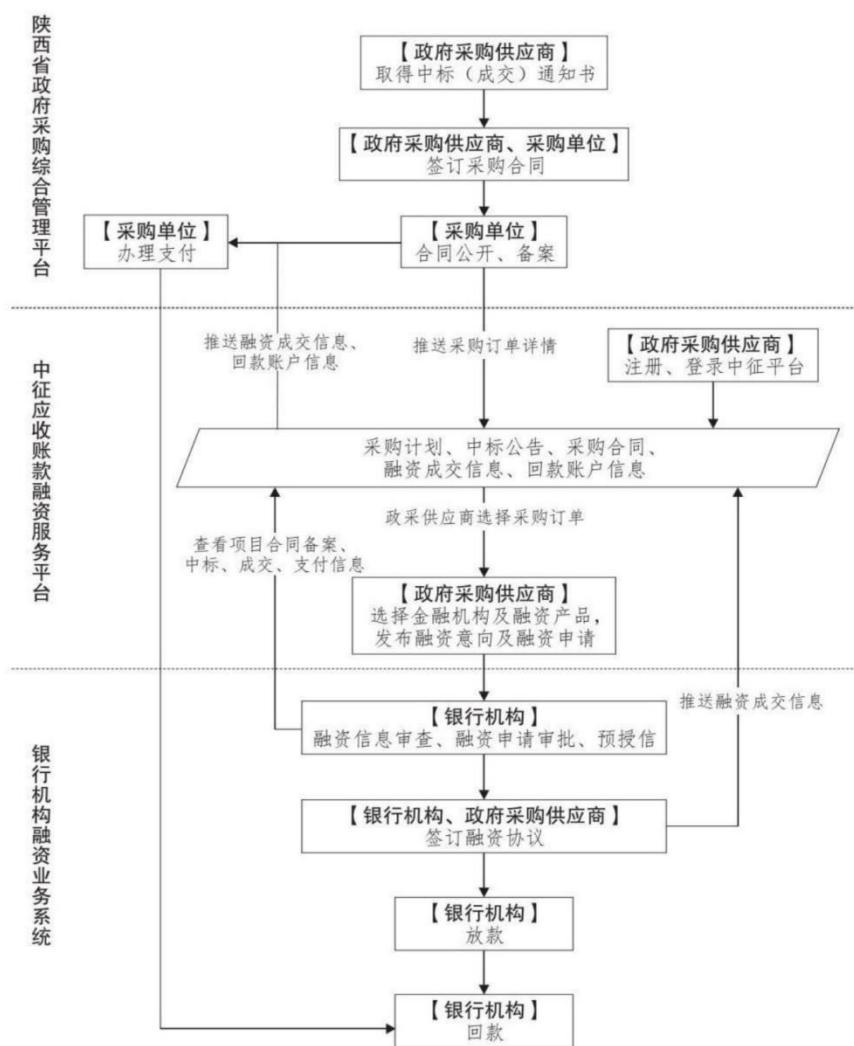 陕西省政府采购综合管理平台
【政府采购供应商】
取得中标（成交）通知书
【政府采购供应商、采购单位】
签订采购合同
【采购单位】
办理支付
【采购单位】
合同公开、备案
中征应收账款融资服务平台
推送融资成交信息、
回款账户信息
推送采购订单详情
【政府采购供应商】
注册、登录中征平台
采购计划、中标公告、采购合同、
融资成交信息、回款账户信息
政采供应商选择采购订单
查看项目合同备案、
中标、成交、支付信息
【政府采购供应商】
选择金融机构及融资产品，
发布融资意向及融资申请
银行机构融资业务系统
推送融资成交信息
【银行机构】
融资信息审查、融资申请审批、预授信
【银行机构、政府采购供应商】
签订融资协议
【银行机构】
放款
【银行机构】
回款